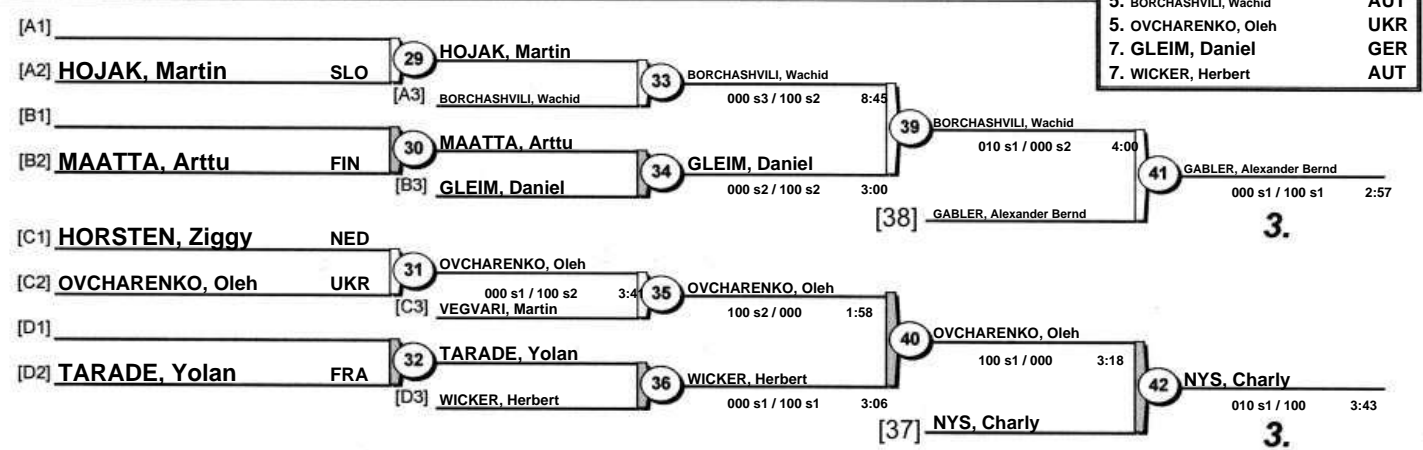 5. BORCHASHVILI, Wachid AUT
5. OVCHARENKO, Oleh UKR
7. GLEIM, Daniel GER
7. WICKER, Herbert AUT
[A1]
[A2] HOJAK, Martin SLO
29
HOJAK, Martin
[A3] BORCHASHVILI, Wachid
33
BORCHASHVILI, Wachid
000 s3 / 100 s2 8:45
[B1]
[B2] MAATTA, Arttu FIN
30
MAATTA, Arttu
[B3] GLEIM, Daniel
34
GLEIM, Daniel
000 s2 / 100 s2 3:00
39
BORCHASHVILI, Wachid
010 s1 / 000 s2 4:00
[38] GABLER, Alexander Bernd
41
GABLER, Alexander Bernd
000 s1 / 100 s1 2:57
3.
[C1] HORSTEN, Ziggy NED
[C2] OVCHARENKO, Oleh UKR
31
OVCHARENKO, Oleh
000 s1 / 100 s2 3:41
[C3] VEGVARI, Martin
35
OVCHARENKO, Oleh
100 s2 / 000 1:58
[D1]
[D2] TARADE, Yolan FRA
32
TARADE, Yolan
[D3] WICKER, Herbert
36
WICKER, Herbert
000 s1 / 100 s1 3:06
40
OVCHARENKO, Oleh
100 s1 / 000 3:18
[37] NYS, Charly
42
NYS, Charly
010 s1 / 100 3:43
3.